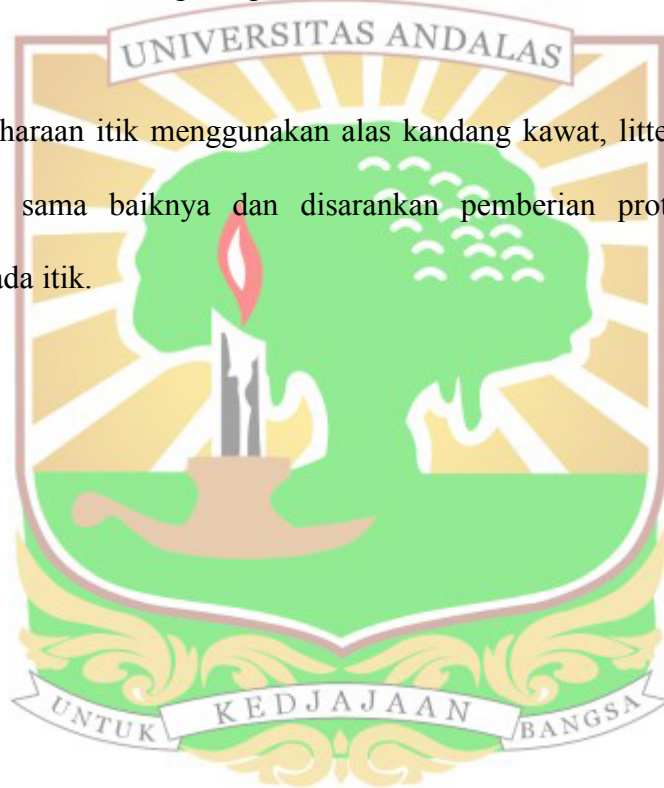 UNIVERSITAS ANDALAS
haraan itik menggunakan alas kandang kawat, litte
sama baiknya dan disarankan pemberian prot
ada itik.
UNTUK KEDJAJAAN BANGSA